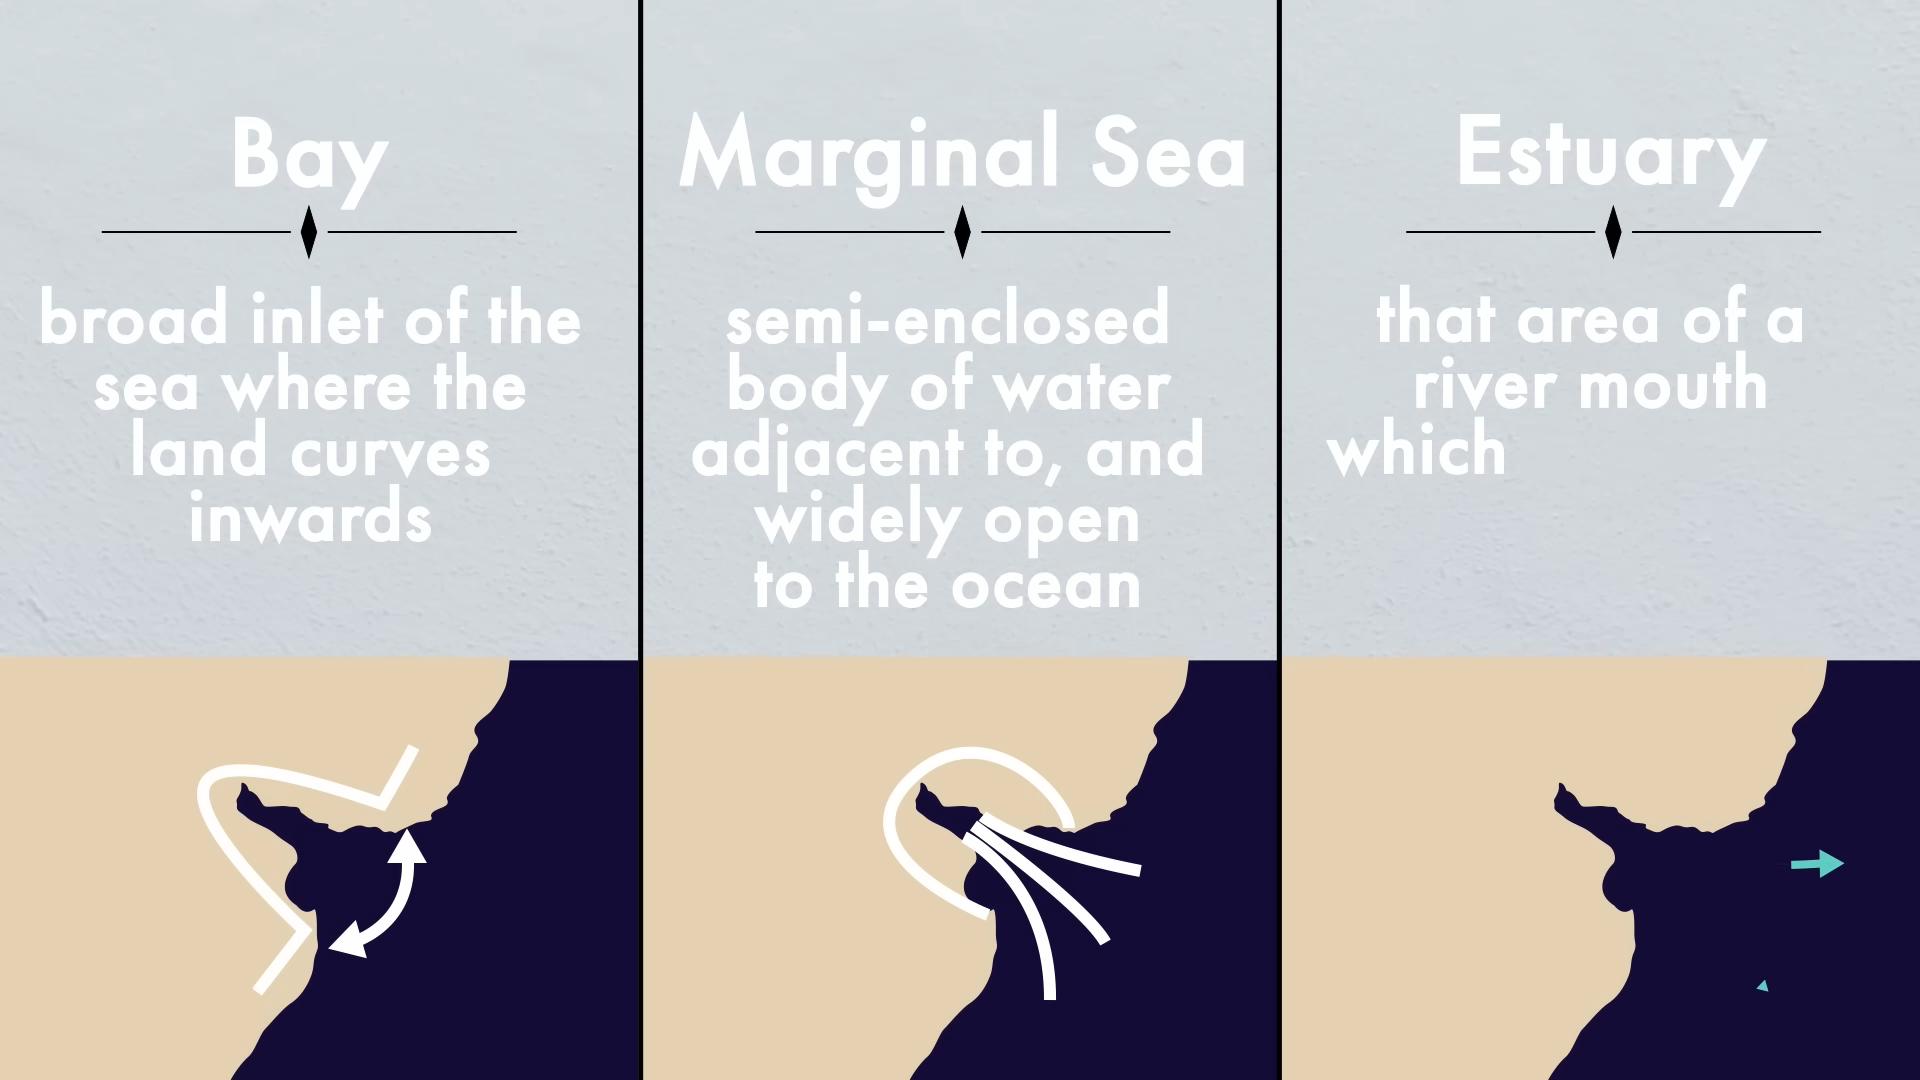 Bay
broad inlet of the
sea where the
land curves
inwards
Marginal Sea
semi-enclosed
body of water
adjacent to, and
widely open
to the ocean
Estuary
that area of a
river mouth
which